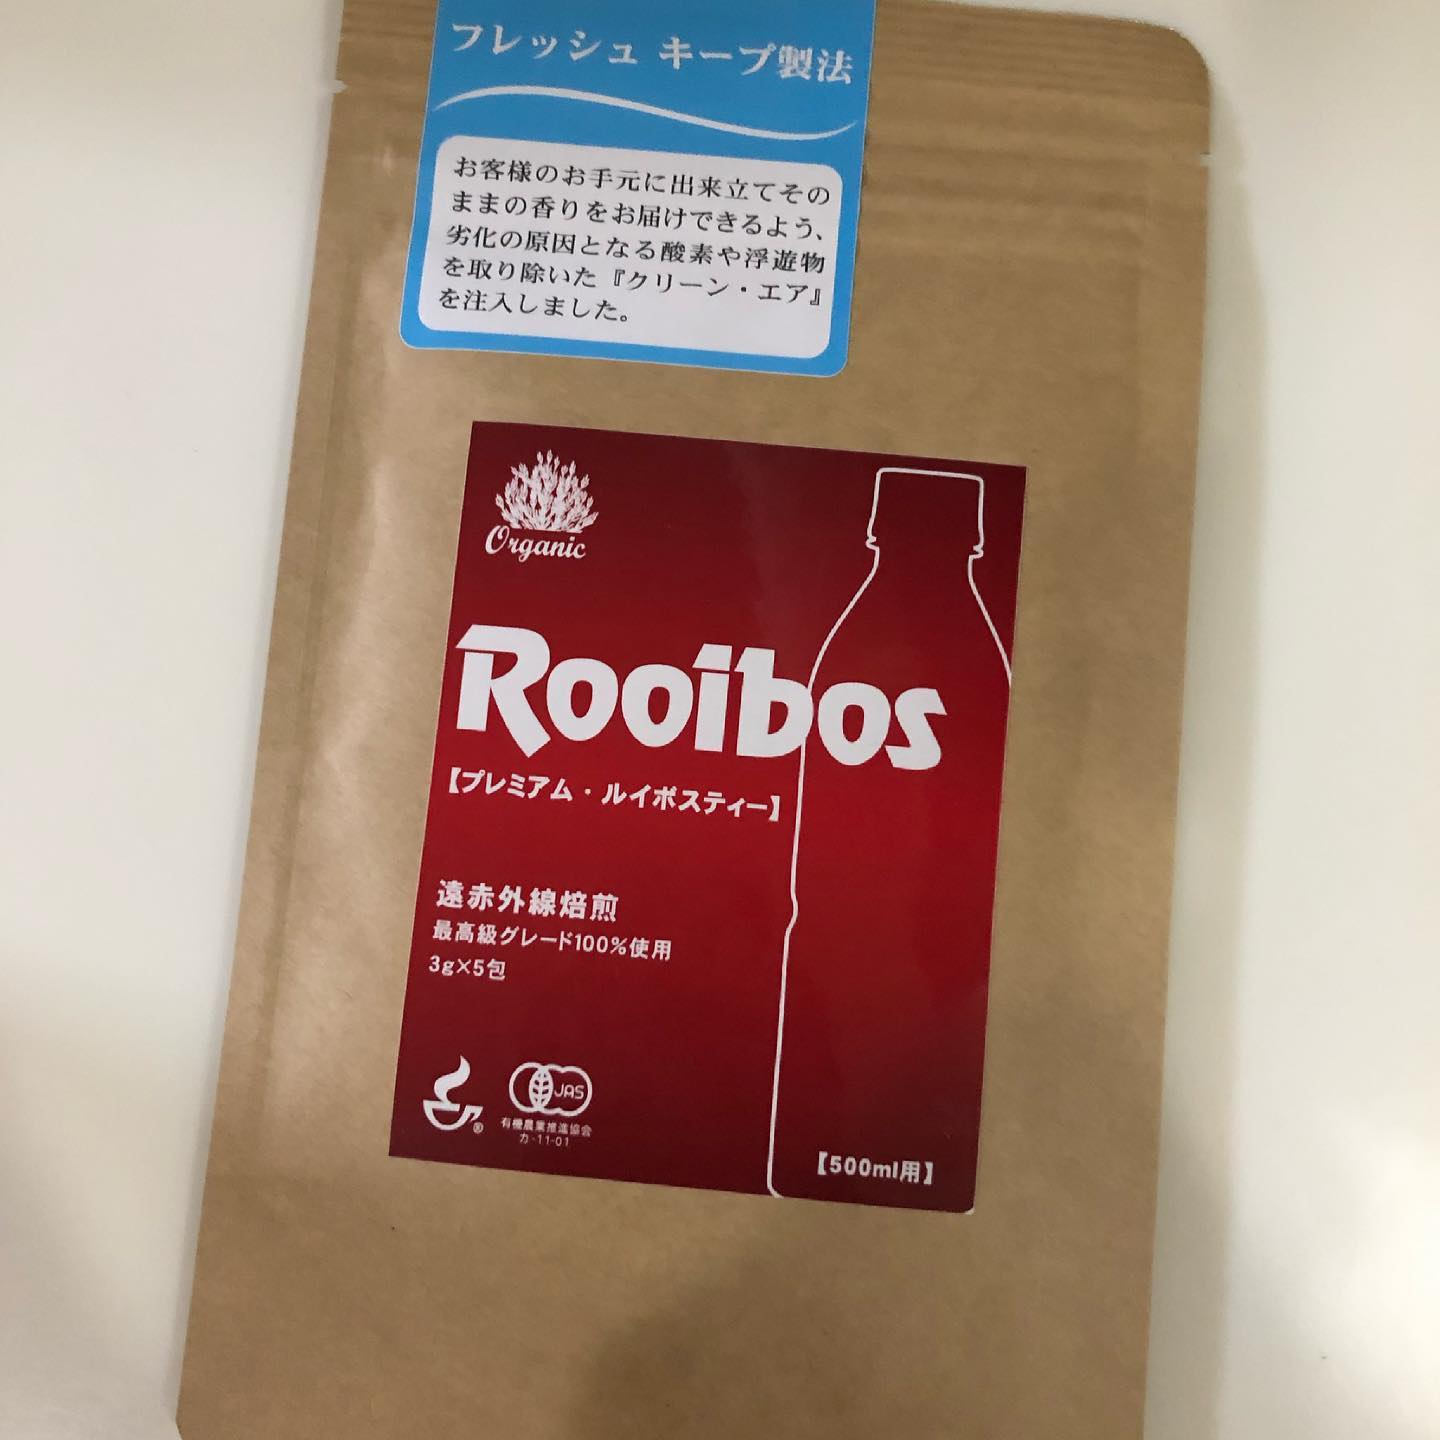 フレッシュ キープ製法
お客様のお手元に出来立てその
ままの香りをお届けできるよう、
劣化の原因となる酸素や浮遊物
を取り除いた『クリーン・エア』
を注入しました。
Organic
Rooibos
【プレミアム・ルイボスティー】
遠赤外線焙煎
最高級グレード100%使用
3g×5包
®
JAS
有機農業推進協会
カ-11-01
【500ml用】